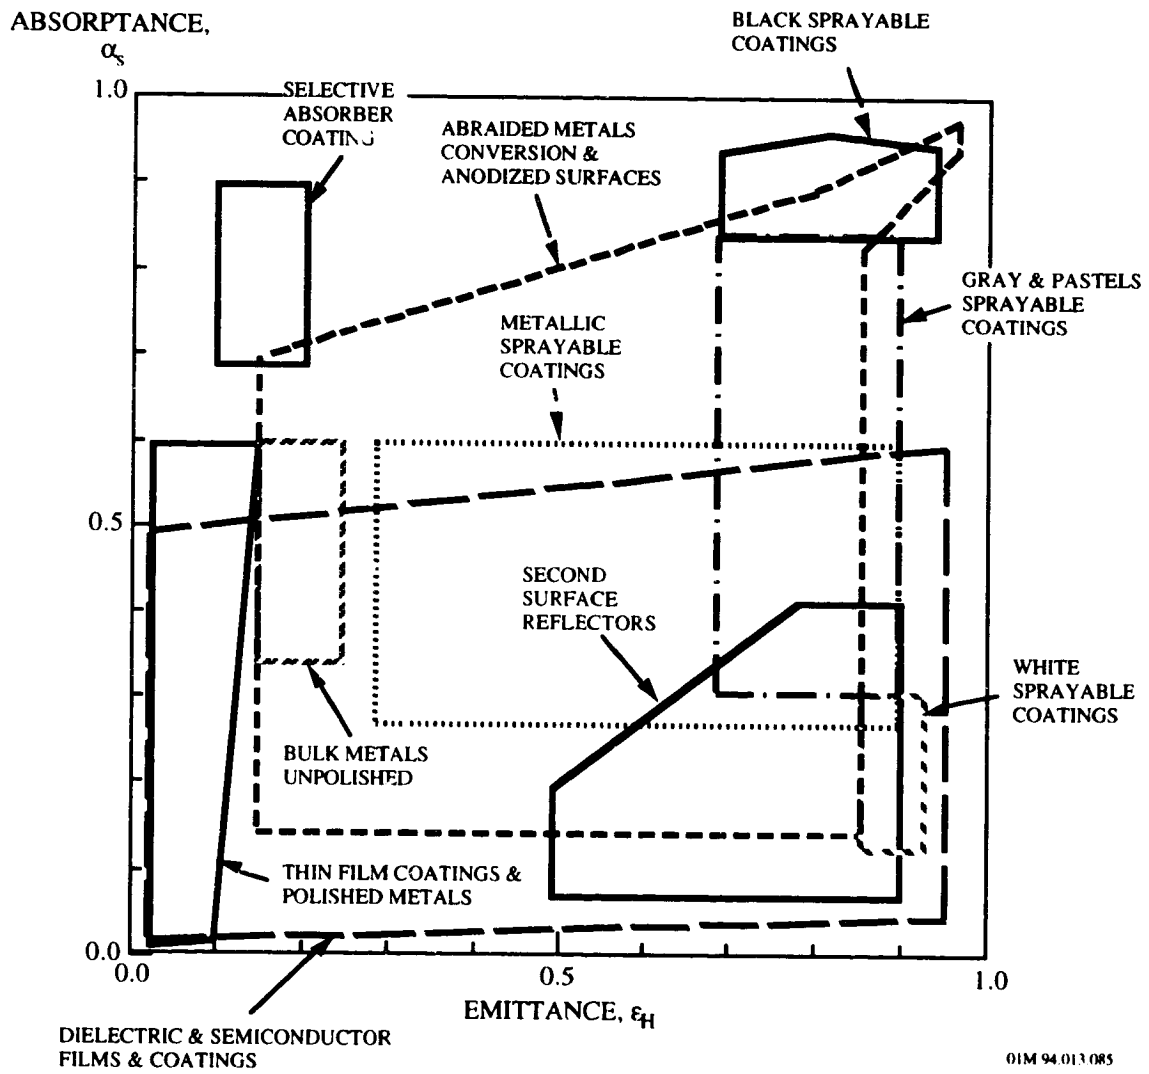 ABSORPTANCE,
αs
1.0
0.5
0.0
SELECTIVE
ABSORBER
COATING
ABRAIDED METALS
CONVERSION &
ANODIZED SURFACES
BLACK SPRAYABLE
COATINGS
METALLIC
SPRAYABLE
COATINGS
GRAY & PASTELS
SPRAYABLE
COATINGS
SECOND
SURFACE
REFLECTORS
WHITE
SPRAYABLE
COATINGS
BULK METALS
UNPOLISHED
THIN FILM COATINGS &
POLISHED METALS
0.0
0.5
1.0
EMITTANCE, εH
DIELECTRIC & SEMICONDUCTOR
FILMS & COATINGS
01M 94.013.085